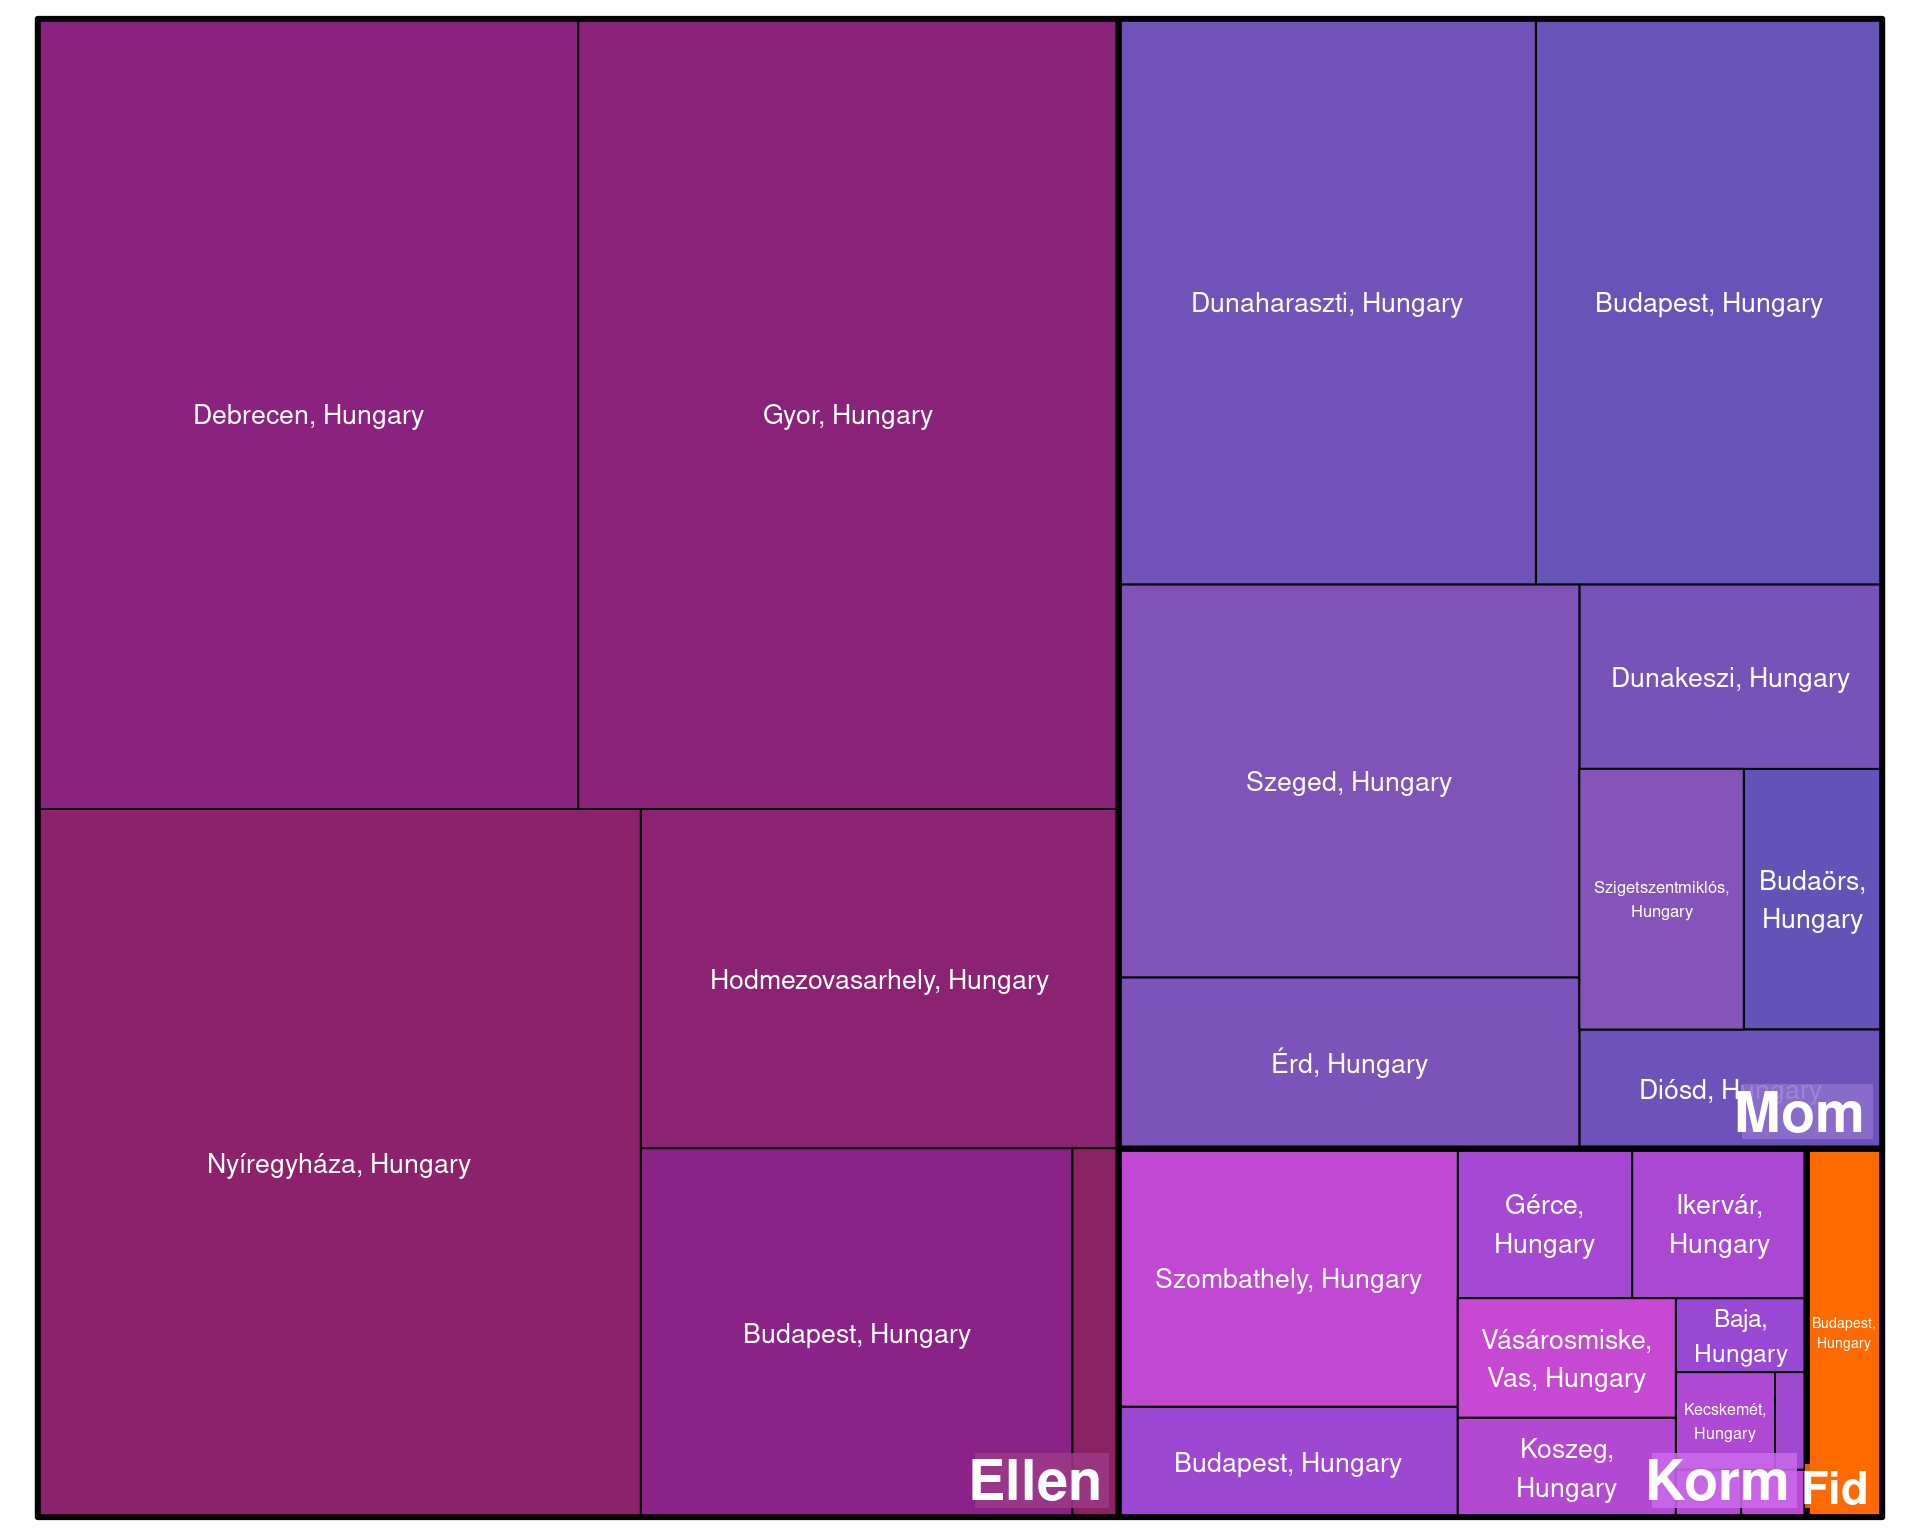 Debrecen, Hungary
Gyor, Hungary
Nyíregyháza, Hungary
Hodmezovasarhely, Hungary
Budapest, Hungary
Ellen
Dunaharaszti, Hungary
Budapest, Hungary
Szeged, Hungary
Dunakeszi, Hungary
Szigetszentmiklós,
Hungary
Budaörs,
Hungary
Érd, Hungary
Diósd, Hungary
Mom
Szombathely, Hungary
Gérce,
Hungary
Ikervár,
Hungary
Vásárosmiske,
Vas, Hungary
Baja,
Hungary
Kecskemét,
Hungary
Budapest, Hungary
Koszeg,
Hungary
Korm
Budapest,
Hungary
Fid